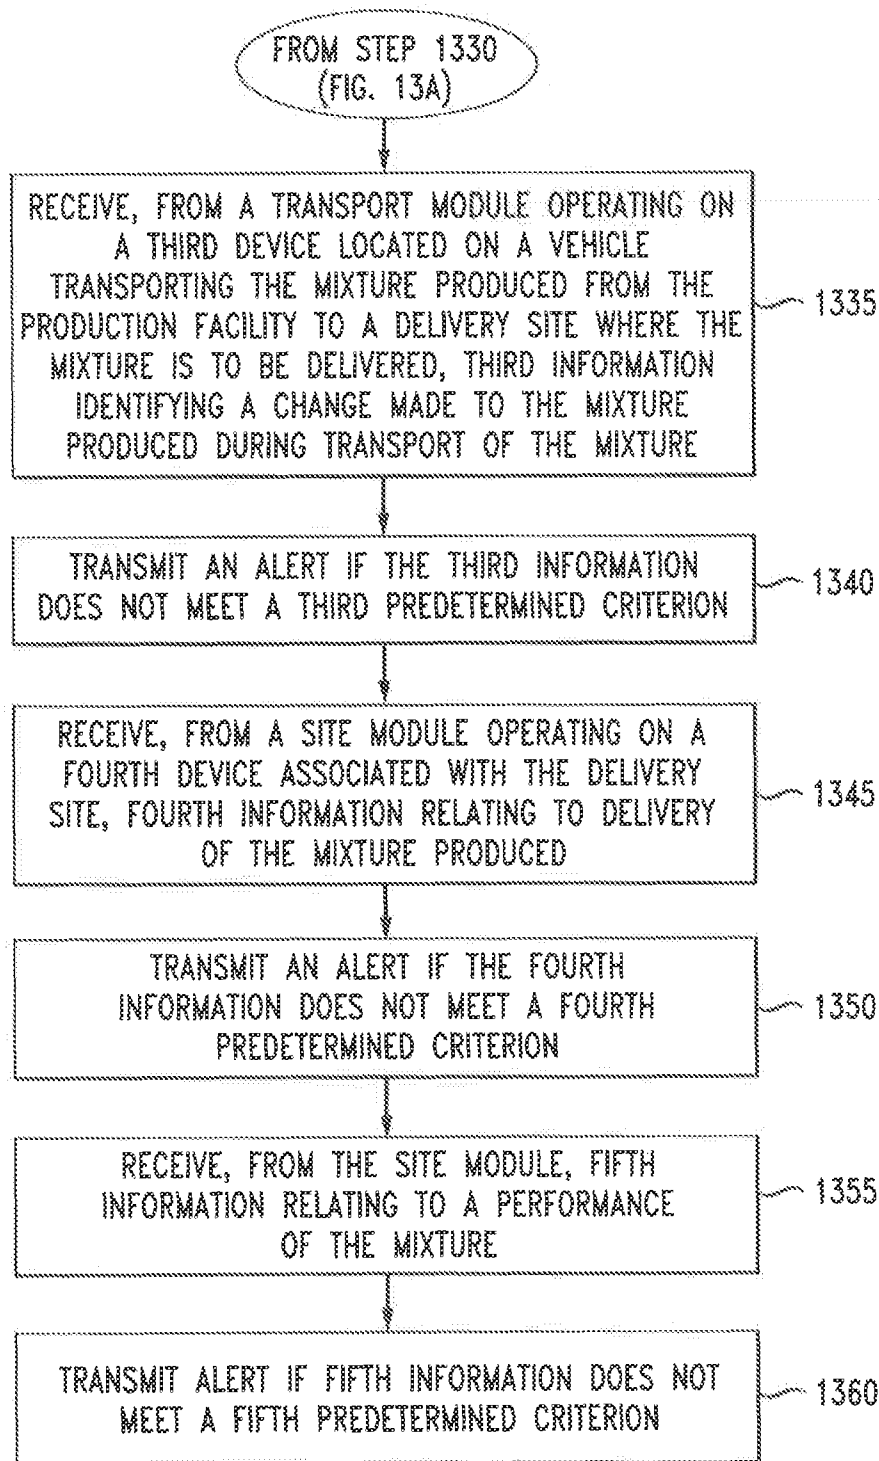 FROM STEP 1330
(FIG. 13A)
RECEIVE, FROM A TRANSPORT MODULE OPERATING ON
A THIRD DEVICE LOCATED ON A VEHICLE
TRANSPORTING THE MIXTURE PRODUCED FROM THE
PRODUCTION FACILITY TO A DELIVERY SITE WHERE THE
MIXTURE IS TO BE DELIVERED, THIRD INFORMATION
IDENTIFYING A CHANGE MADE TO THE MIXTURE
PRODUCED DURING TRANSPORT OF THE MIXTURE
1335
TRANSMIT AN ALERT IF THE THIRD INFORMATION
DOES NOT MEET A THIRD PREDETERMINED CRITERION
1340
RECEIVE, FROM A SITE MODULE OPERATING ON A
FOURTH DEVICE ASSOCIATED WITH THE DELIVERY
SITE, FOURTH INFORMATION RELATING TO DELIVERY
OF THE MIXTURE PRODUCED
1345
TRANSMIT AN ALERT IF THE FOURTH
INFORMATION DOES NOT MEET A FOURTH
PREDETERMINED CRITERION
1350
RECEIVE, FROM THE SITE MODULE, FIFTH
INFORMATION RELATING TO A PERFORMANCE
OF THE MIXTURE
1355
TRANSMIT ALERT IF FIFTH INFORMATION DOES NOT
MEET A FIFTH PREDETERMINED CRITERION
1360